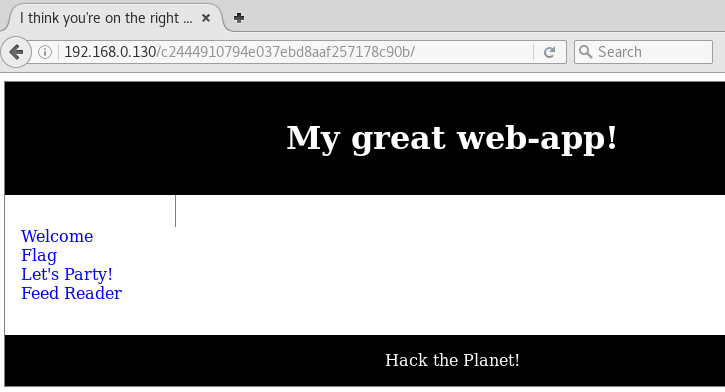 I think you're on the right ...
192.168.0.130/c2444910794e037ebd8aaf257178c90b/
Search
My great web-app!
Welcome
Flag
Let's Party!
Feed Reader
Hack the Planet!